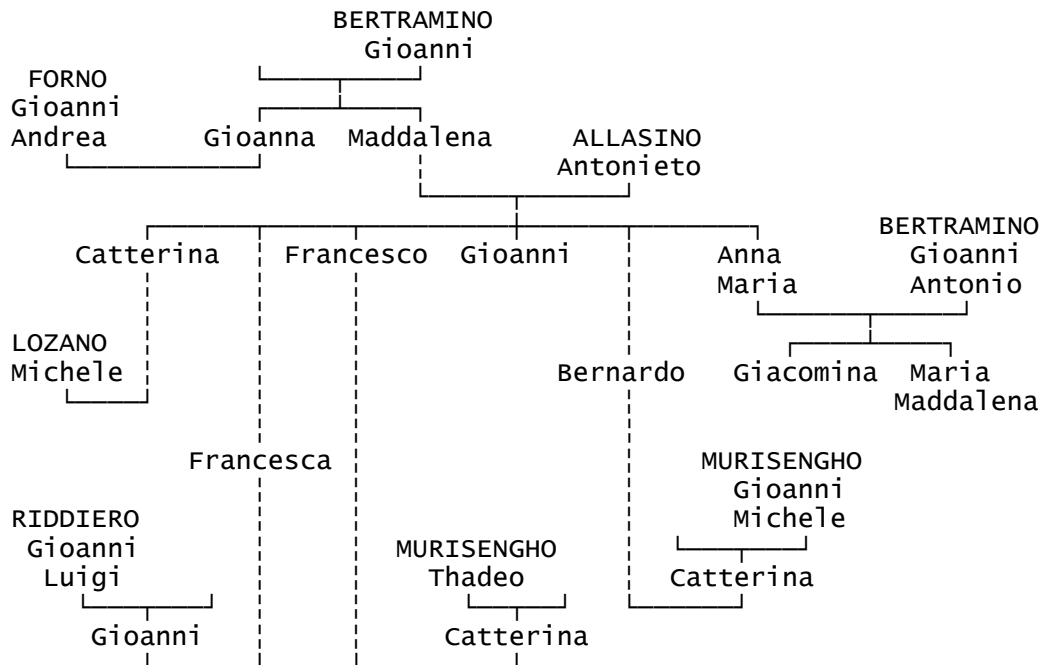 BERTRAMINO
Gioanni
FORNO
Gioanni
Andrea Gioanna Maddalena ALLASINO
Antonieto
BERTRAMINO
Catterina Francesco Gioanni Anna Gioanni
Maria Antonio
LOZANO
Michele Bernardo Giacomina Maria
Maddalena
Francesca MURISENGHO
Gioanni
RIDDIERO Michele
Gioanni MURISENGHO
Luigi Thadeo Catterina
Gioanni Catterina